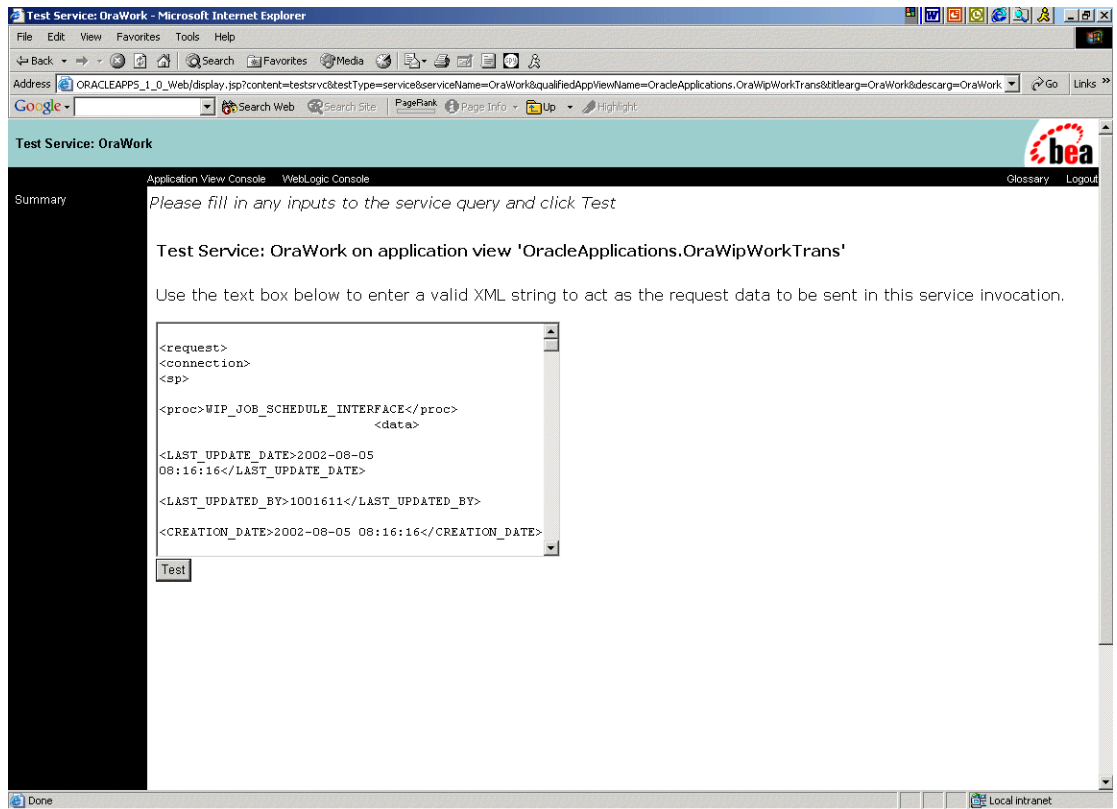 Test Service: OraWork - Microsoft Internet Explorer
File Edit View Favorites Tools Help
Back Search Favorites Media
Address ORACLEAPPS_1_0_Web/display.jsp?content=testsrvc&testType=service&serviceName=OraWork&qualifiedAppViewName=OracleApplications.OraWipWorkTrans&titlearg=OraWork&descarg=OraWork Go Links »
Google Search Web Search Site PageRank Page Info Up Highlight
Test Service: OraWork
bea
Application View Console WebLogic Console Glossary Logout
Summary
Please fill in any inputs to the service query and click Test
Test Service: OraWork on application view 'OracleApplications.OraWipWorkTrans'
Use the text box below to enter a valid XML string to act as the request data to be sent in this service invocation.
<request>
<connection>
<sp>
<proc>WIP_JOB_SCHEDULE_INTERFACE</proc>
<data>
<LAST_UPDATE_DATE>2002-08-05
08:16:16</LAST_UPDATE_DATE>
<LAST_UPDATED_BY>1001611</LAST_UPDATED_BY>
<CREATION_DATE>2002-08-05 08:16:16</CREATION_DATE>
Test
Done Local intranet